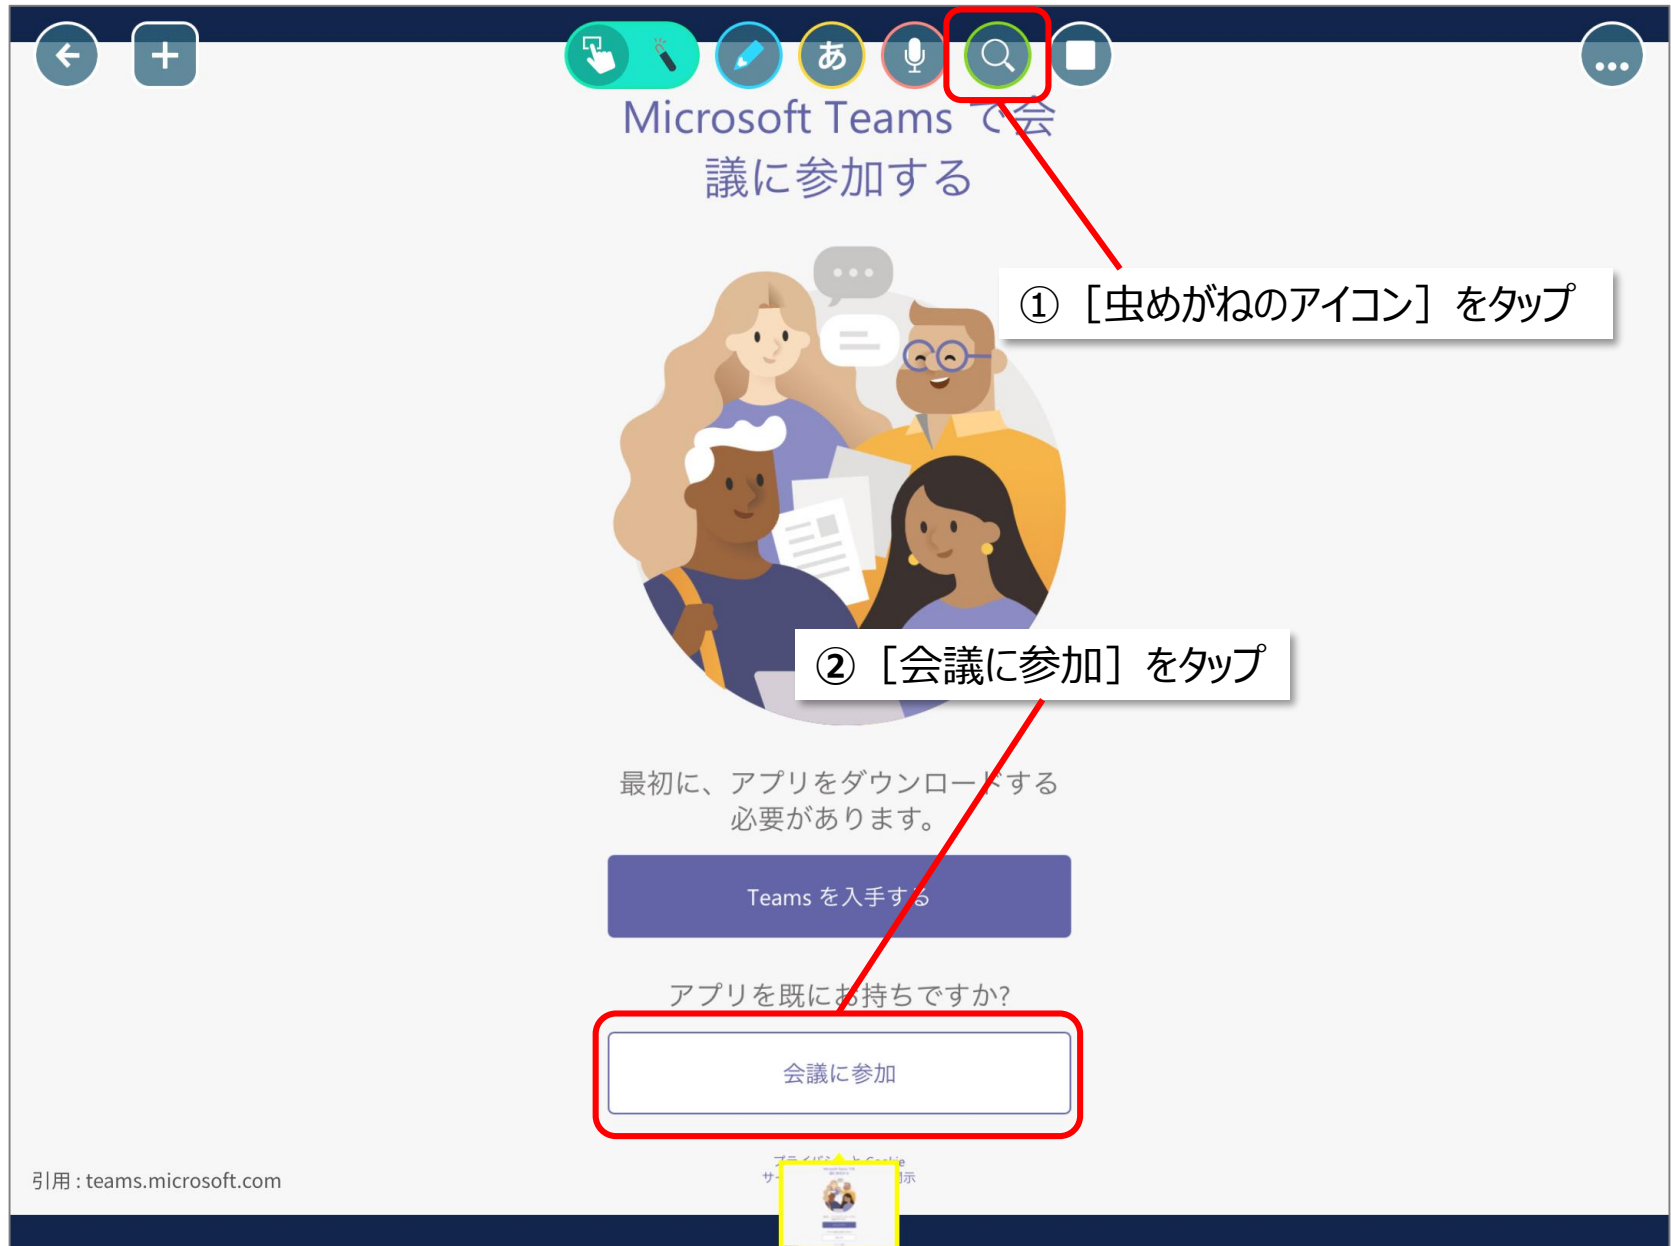 あ
Microsoft Teams で会
議に参加する
①［虫めがねのアイコン］をタップ
②［会議に参加］をタップ
最初に、アプリをダウンロードする
必要があります。
Teams を入手する
アプリを既にお持ちですか?
会議に参加
引用 : teams.microsoft.com